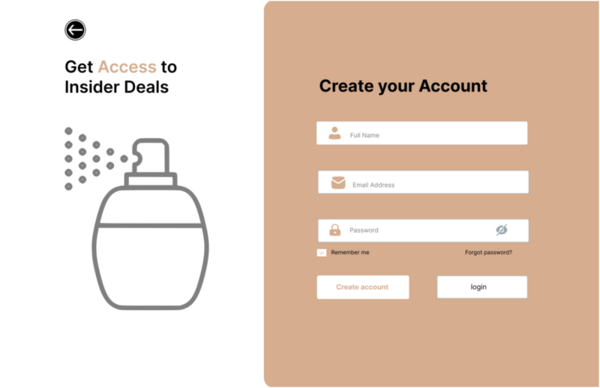 Get Access to
Insider Deals
Create your Account
Full Name
Email Address
Password
Remember me
Forgot password?
Create account
login